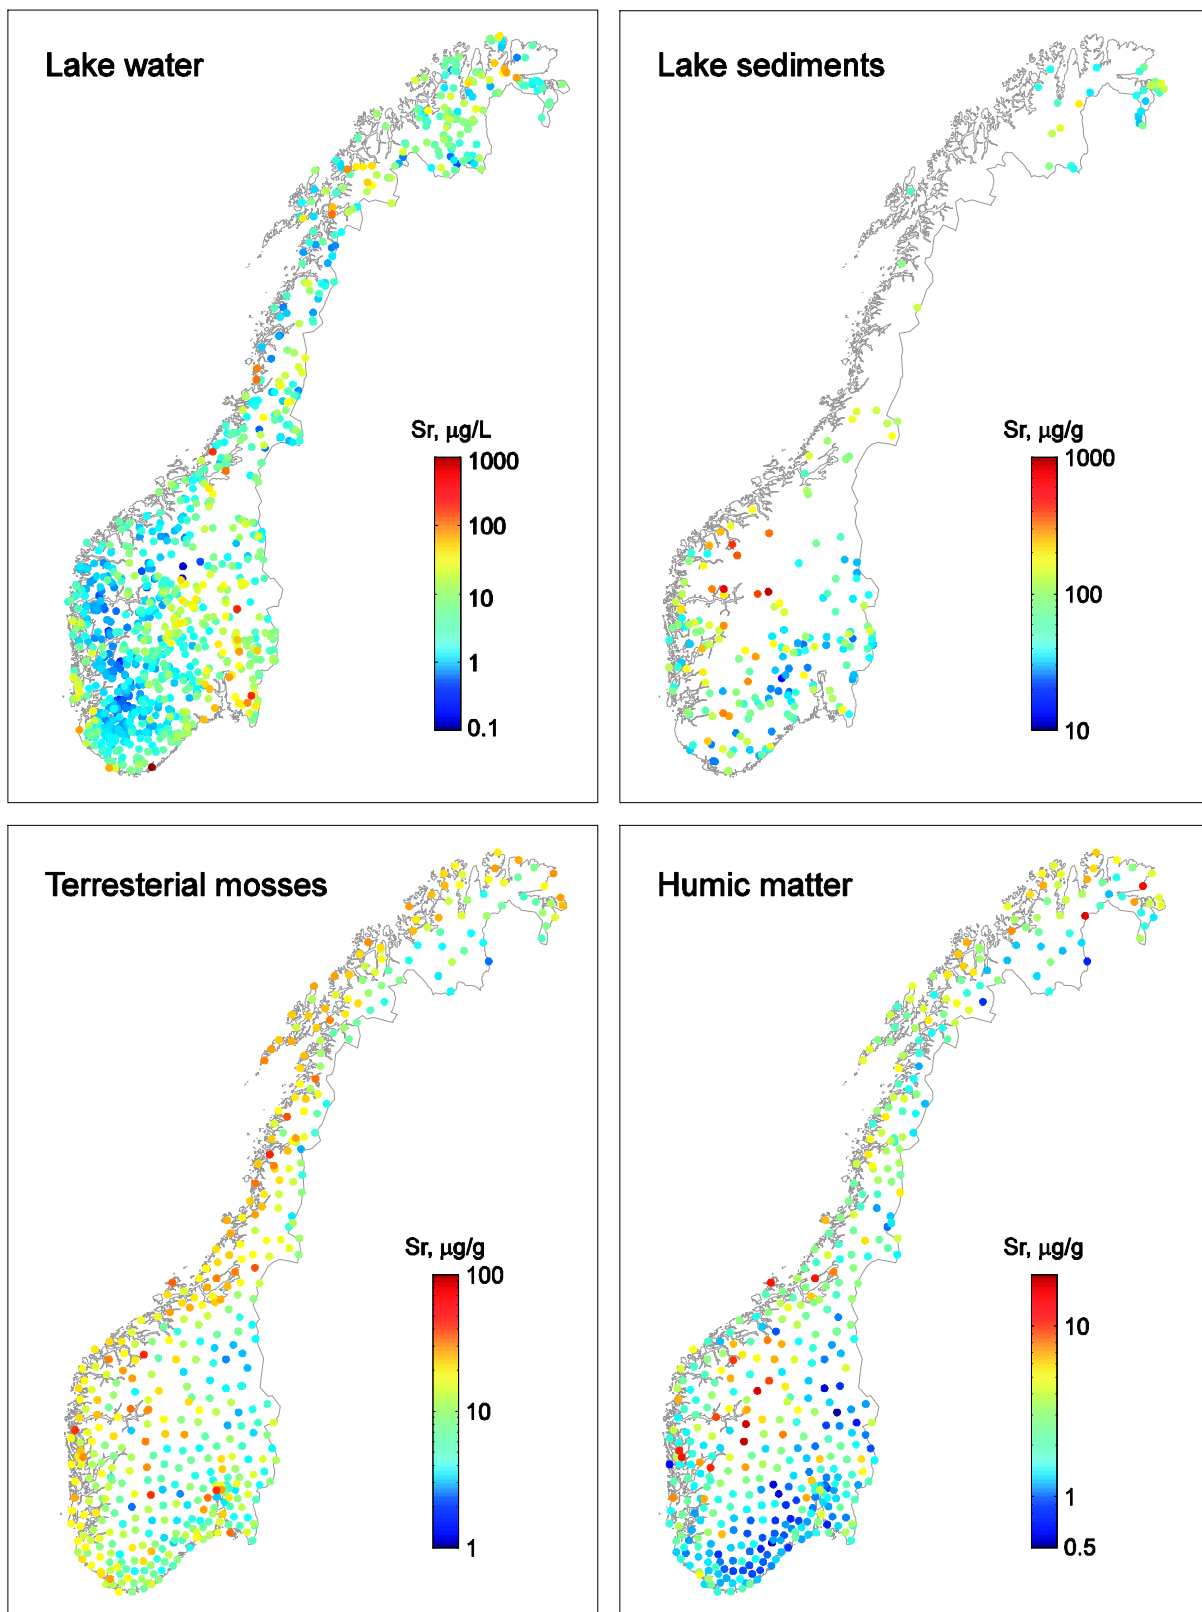 Lake water
Sr, μg/L
1000
100
10
1
0.1
Lake sediments
Sr, μg/g
1000
100
10
Terresterial mosses
Sr, μg/g
100
10
1
Humic matter
Sr, μg/g
10
1
0.5